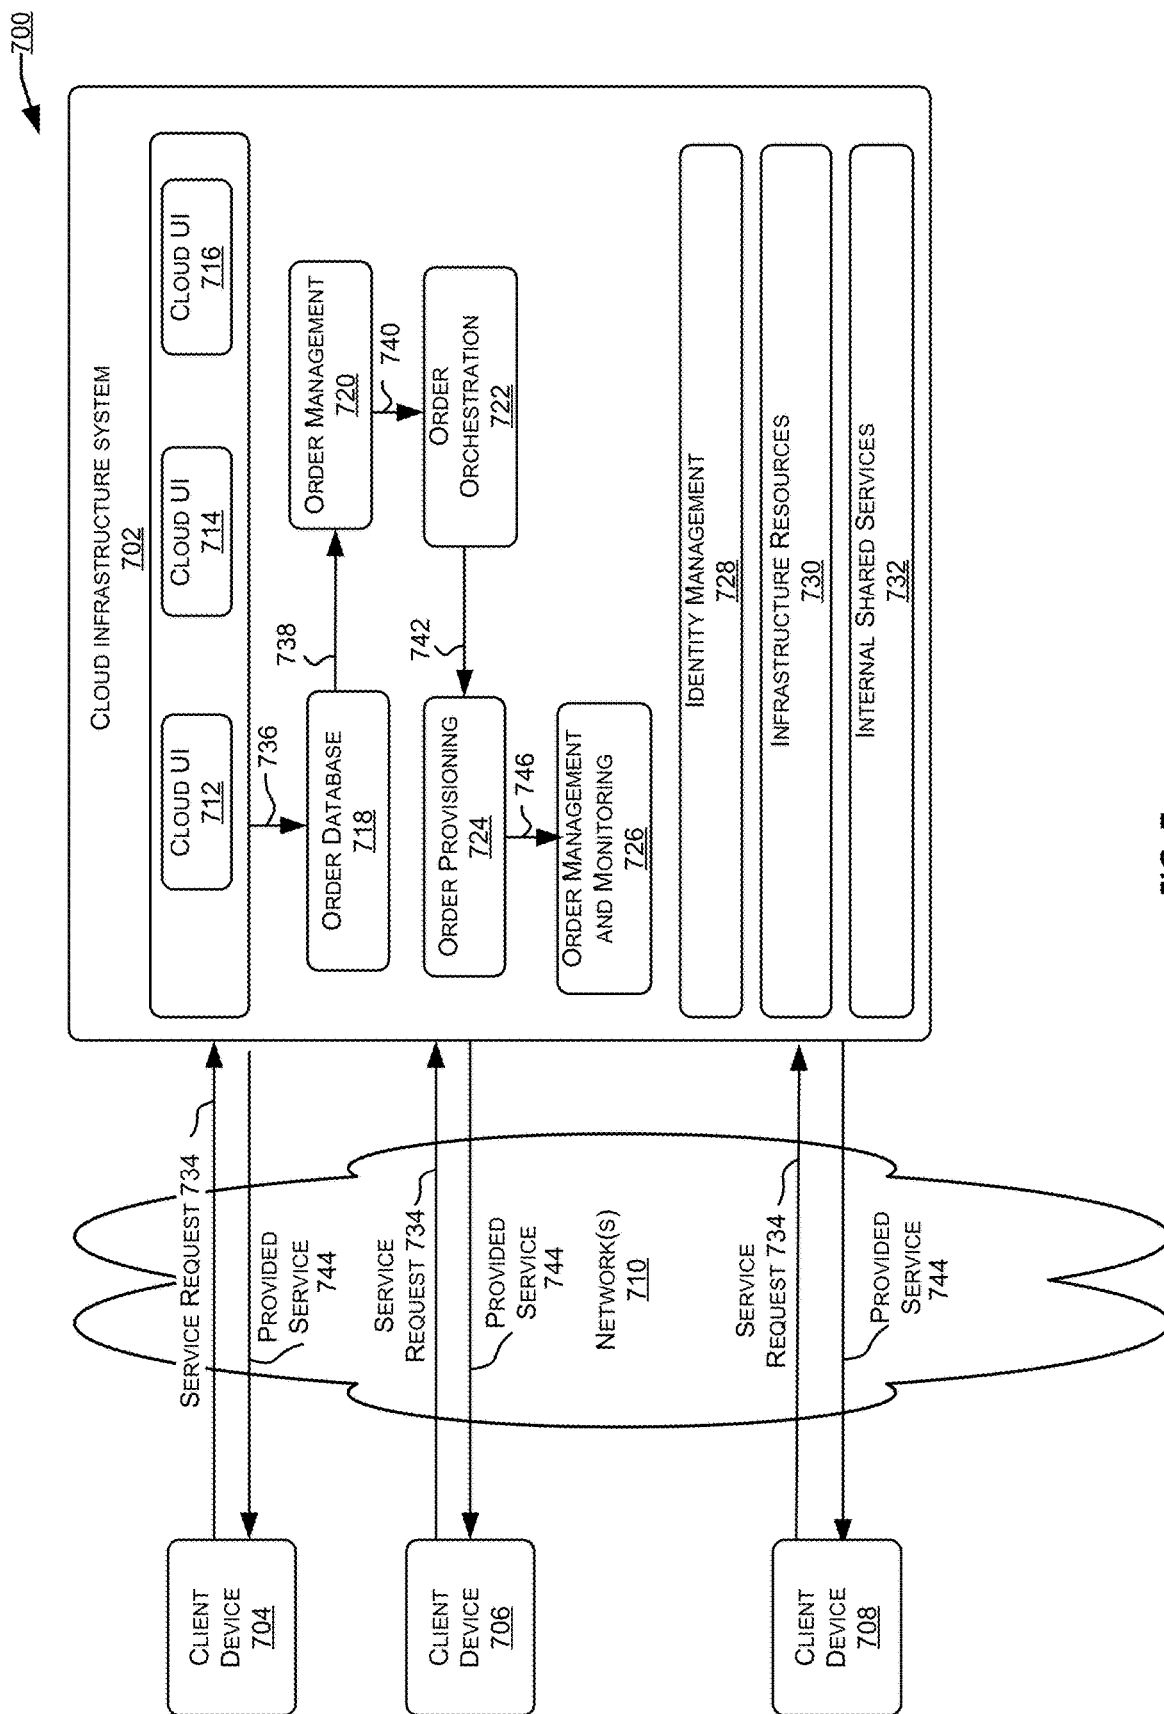 700
CLOUD INFRASTRUCTURE SYSTEM
702
CLOUD UI
712
CLOUD UI
714
CLOUD UI
716
736
ORDER DATABASE
718
738
ORDER MANAGEMENT
720
740
ORDER
ORCHESTRATION
722
742
ORDER PROVISIONING
724
746
ORDER MANAGEMENT
AND MONITORING
726
IDENTITY MANAGEMENT
728
INFRASTRUCTURE RESOURCES
730
INTERNAL SHARED SERVICES
732
CLIENT
DEVICE
704
SERVICE REQUEST 734
PROVIDED
SERVICE
744
CLIENT
DEVICE
706
SERVICE
REQUEST 734
PROVIDED
SERVICE
744
NETWORK(S)
710
CLIENT
DEVICE
708
SERVICE
REQUEST 734
PROVIDED
SERVICE
744